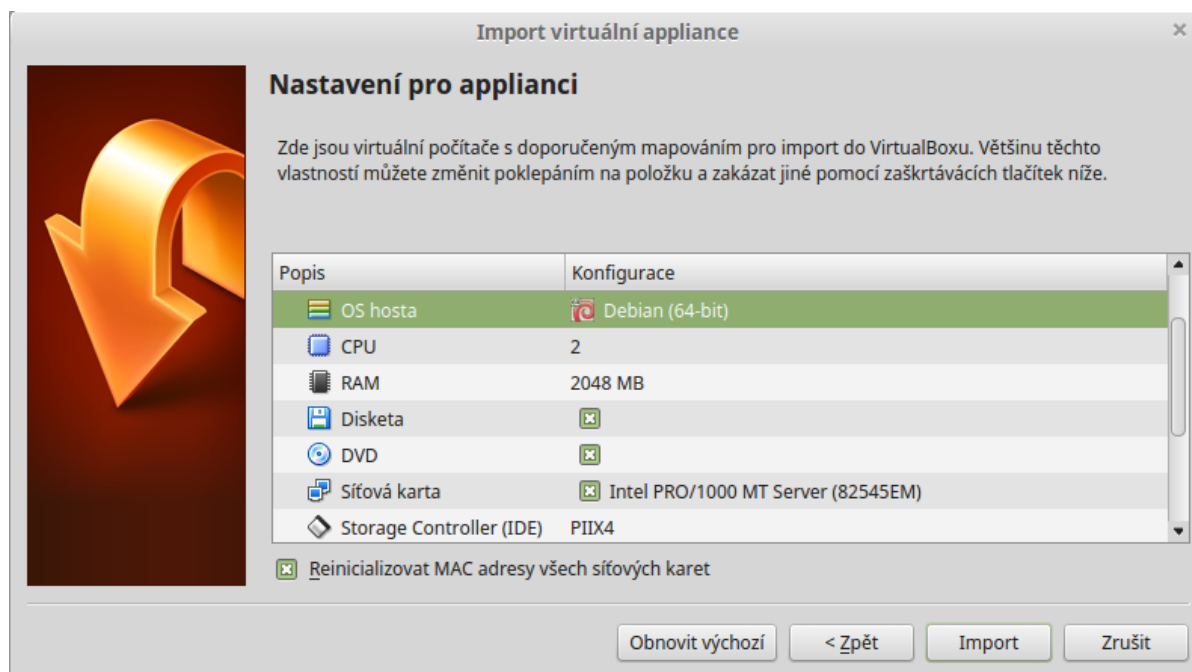 Import virtuální appliance
Nastavení pro applianci
Zde jsou virtuální počítače s doporučeným mapováním pro import do VirtualBoxu. Většinu těchto
vlastností můžete změnit poklepáním na položku a zakázat jiné pomocí zaškrtávácích tlačítek níže.
Popis Konfigurace
OS hosta Debian (64-bit)
CPU 2
RAM 2048 MB
Disketa
DVD
Síťová karta Intel PRO/1000 MT Server (82545EM)
Storage Controller (IDE) PIIX4
Reinicializovat MAC adresy všech síťových karet
Obnovit výchozí < Zpět Import Zrušit